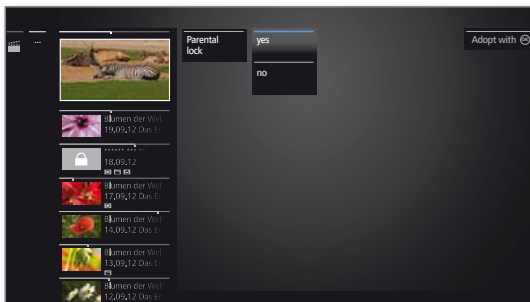 Parental
lock
yes
no
Adopt with OK
Blumen der Wel
19.09.12 Das Er
18.09.12
Blumen der Wel
17.09.12 Das Er
Blumen der Wel
14.09.12 Das Er
Blumen der Wel
13.09.12 Das Er
Blumen der Wel
12.09.12 Das Er